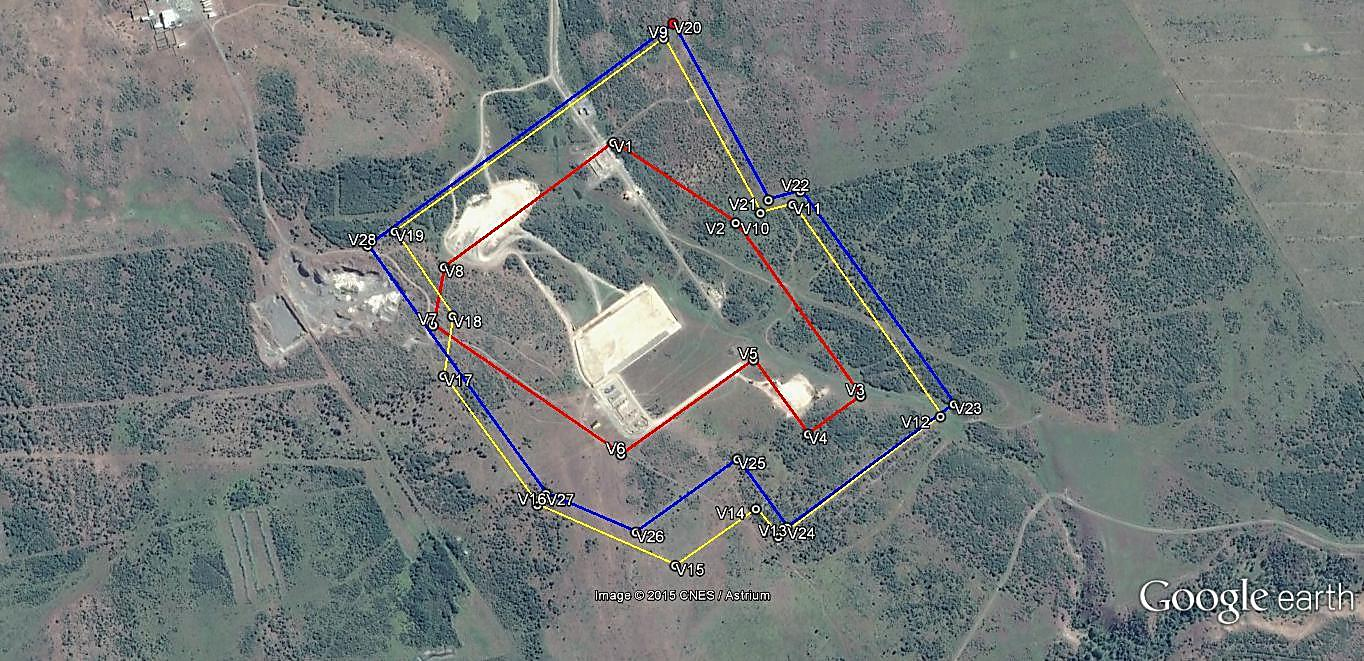 V9 V20
V1
V22
V21 V11
V2 V10
V28 V19
V8
V7 V18
V5
V17
V3
V23
V12
V4
V6
V25
V16 V27
V14
V13 V24
V26
V15
Image © 2015 CNES / Astrium
Google earth